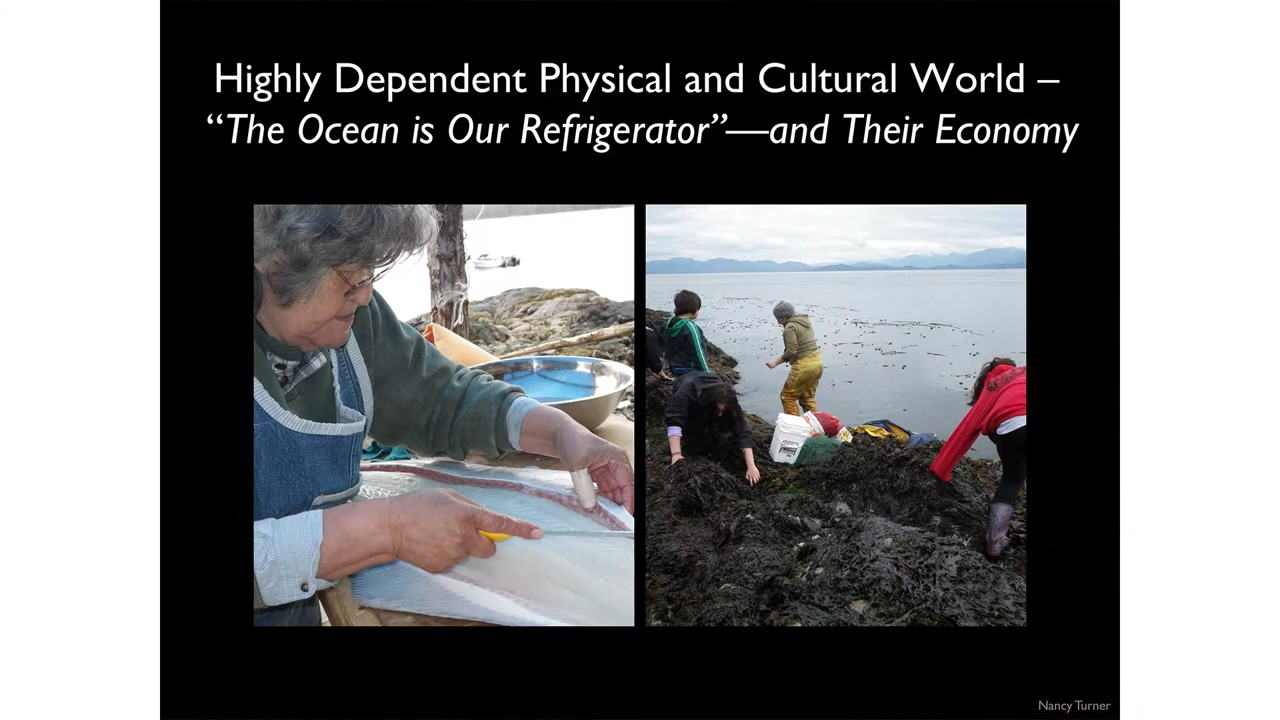 Highly Dependent Physical and Cultural World –
“The Ocean is Our Refrigerator”—and Their Economy
Nancy Turner